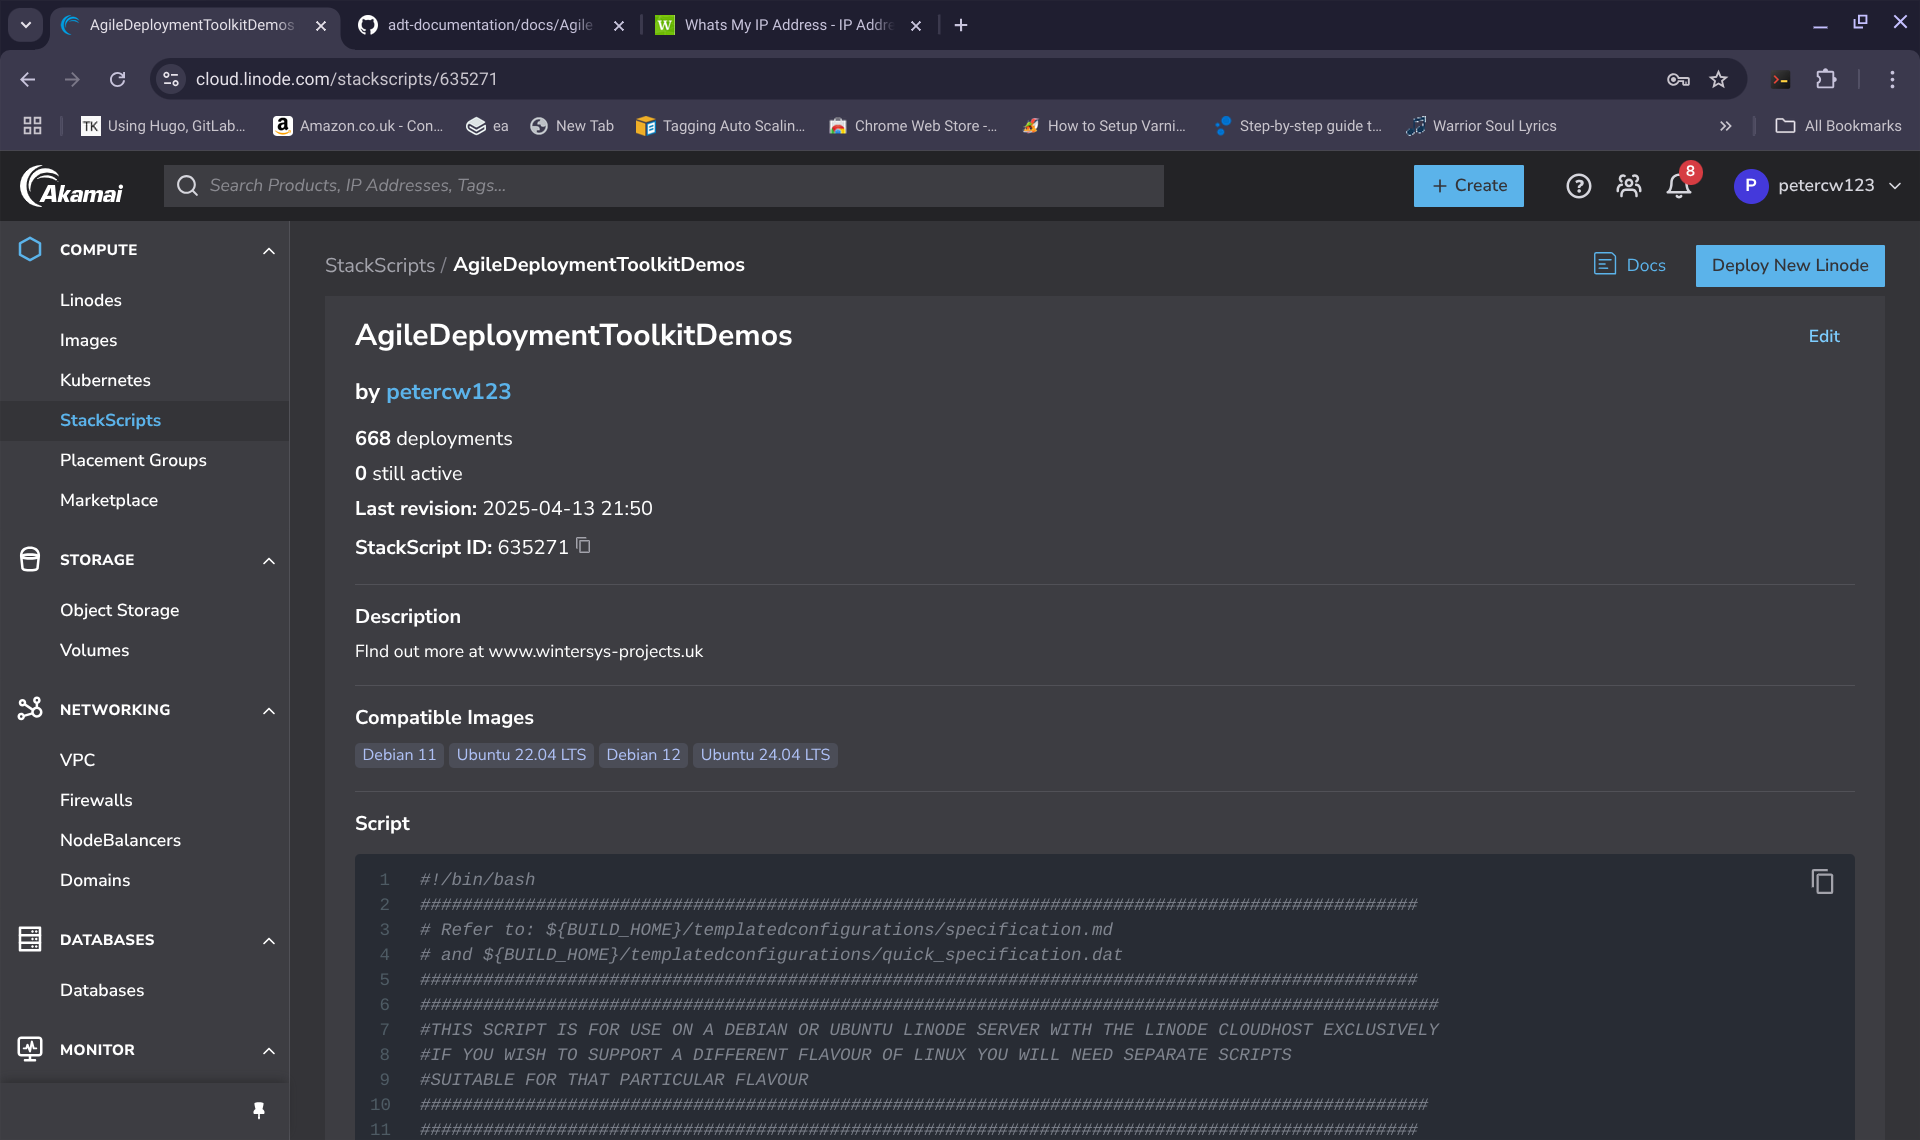 AgileDeploymentToolkitDemos
adt-documentation/docs/Agile
W Whats My IP Address - IP Addre
cloud.linode.com/stackscripts/635271
TK Using Hugo, GitLab…
a Amazon.co.uk - Con…
ea
New Tab
Tagging Auto Scalin…
Chrome Web Store -…
How to Setup Varni…
Step-by-step guide t…
Warrior Soul Lyrics
All Bookmarks
Akamai
Search Products, IP Addresses, Tags...
+ Create
8
P petercw123
COMPUTE
Linodes
Images
Kubernetes
StackScripts
Placement Groups
Marketplace
STORAGE
Object Storage
Volumes
NETWORKING
VPC
Firewalls
NodeBalancers
Domains
DATABASES
Databases
MONITOR
StackScripts / AgileDeploymentToolkitDemos
Docs
Deploy New Linode
AgileDeploymentToolkitDemos
Edit
by petercw123
668 deployments
0 still active
Last revision: 2025-04-13 21:50
StackScript ID: 635271
Description
FInd out more at www.wintersys-projects.uk
Compatible Images
Debian 11 Ubuntu 22.04 LTS Debian 12 Ubuntu 24.04 LTS
Script
1 #!/bin/bash
2 ###############################################################################################
3 # Refer to: ${BUILD_HOME}/templatedconfigurations/specification.md
4 # and ${BUILD_HOME}/templatedconfigurations/quick_specification.dat
5 ###############################################################################################
6 #################################################################################################
7 #THIS SCRIPT IS FOR USE ON A DEBIAN OR UBUNTU LINODE SERVER WITH THE LINODE CLOUDHOST EXCLUSIVELY
8 #IF YOU WISH TO SUPPORT A DIFFERENT FLAVOUR OF LINUX YOU WILL NEED SEPARATE SCRIPTS
9 #SUITABLE FOR THAT PARTICULAR FLAVOUR
10 ################################################################################################
11 ###############################################################################################